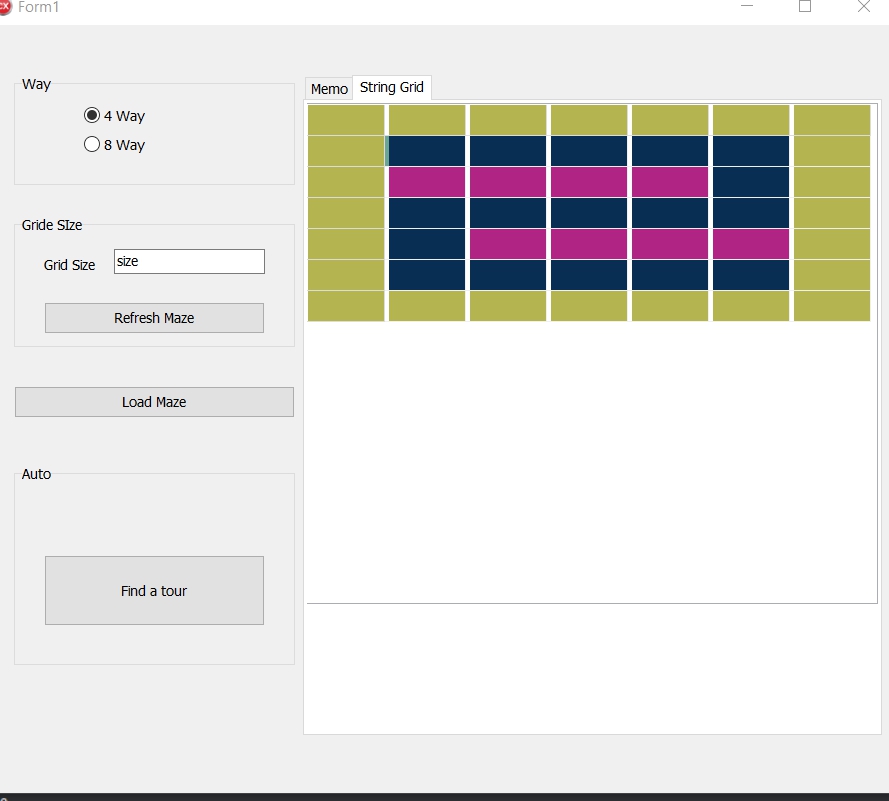 Form1
Way
4 Way
8 Way
Gride SIze
Grid Size
size
Refresh Maze
Load Maze
Auto
Find a tour
Memo
String Grid